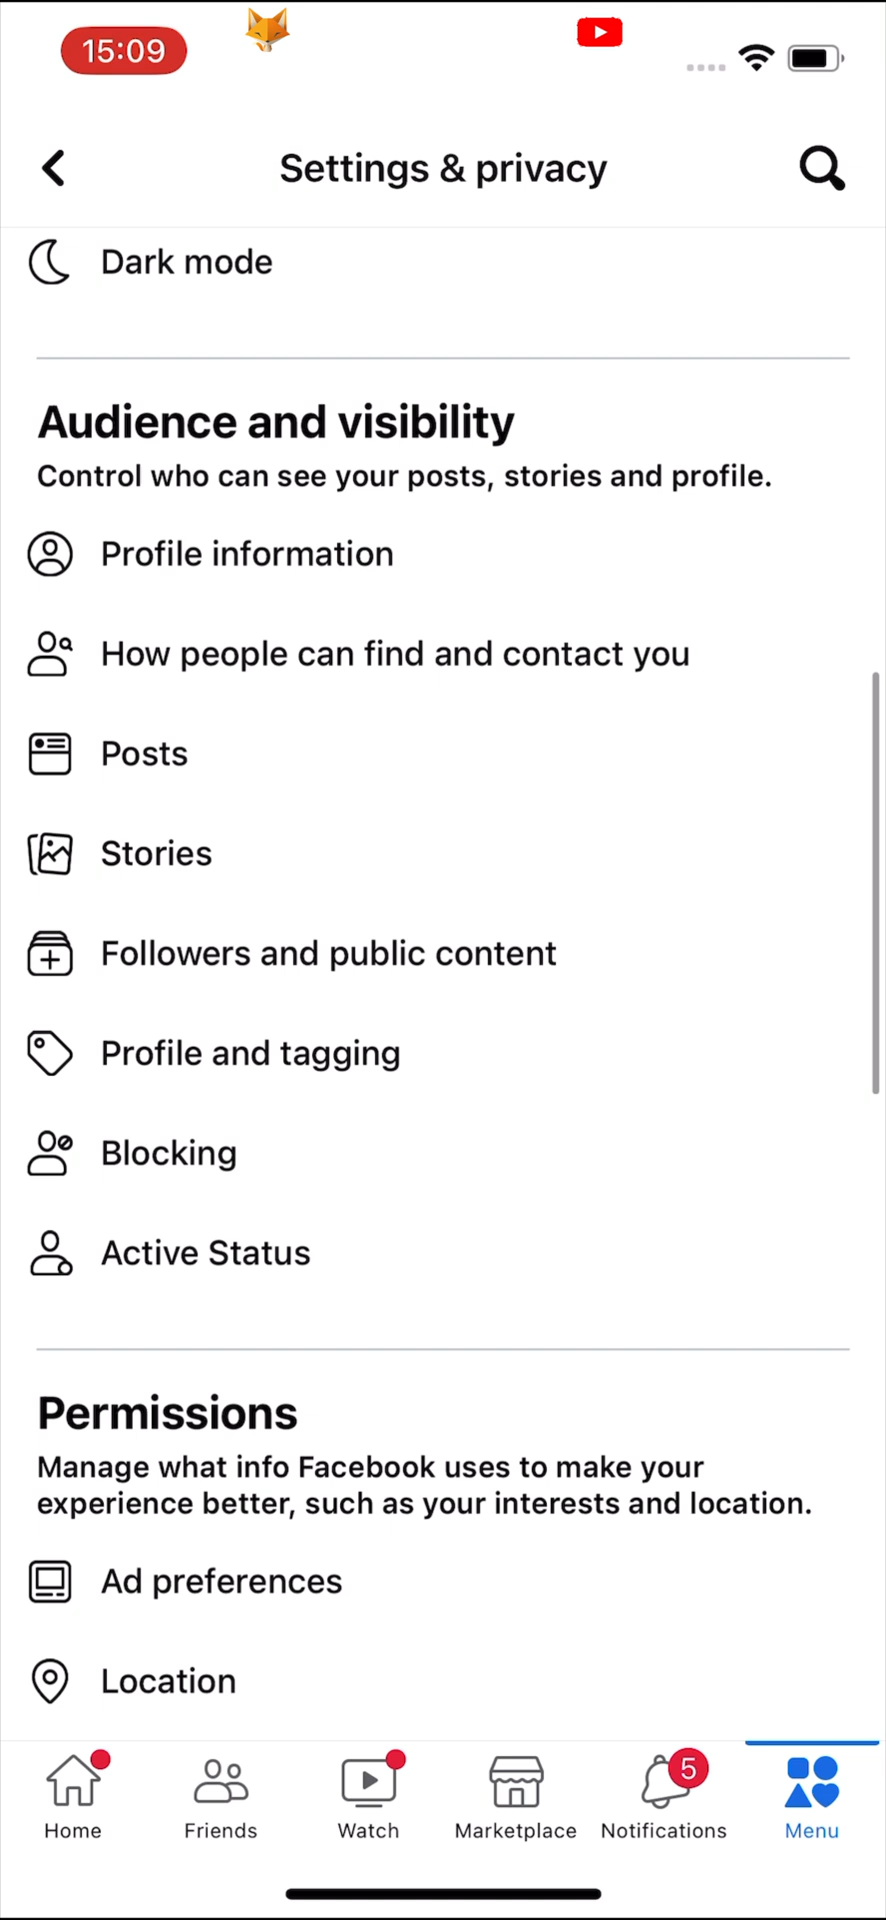 15:09
Settings & privacy
Dark mode
Audience and visibility
Control who can see your posts, stories and profile.
Profile information
How people can find and contact you
Posts
Stories
Followers and public content
Profile and tagging
Blocking
Active Status
Permissions
Manage what info Facebook uses to make your
experience better, such as your interests and location.
Ad preferences
Location
5
Home Friends Watch Marketplace Notifications Menu